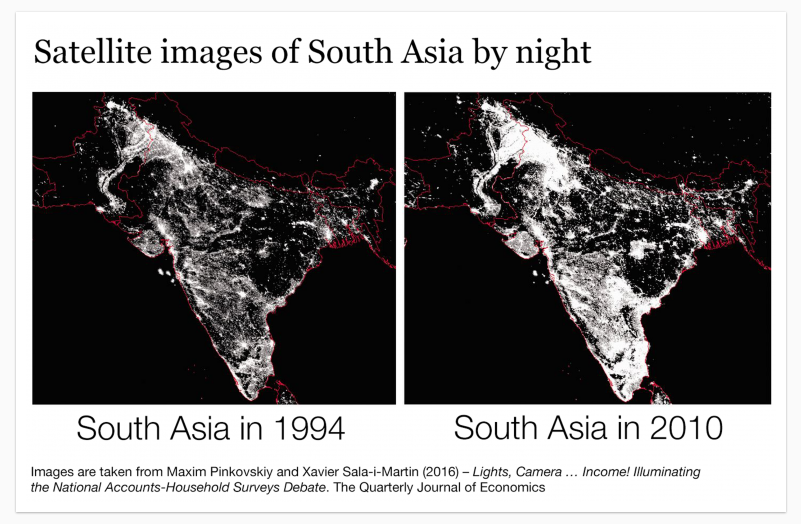 Satellite images of South Asia by night
South Asia in 1994
South Asia in 2010
Images are taken from Maxim Pinkovskiy and Xavier Sala-i-Martin (2016) – Lights, Camera … Income! Illuminating
the National Accounts-Household Surveys Debate. The Quarterly Journal of Economics